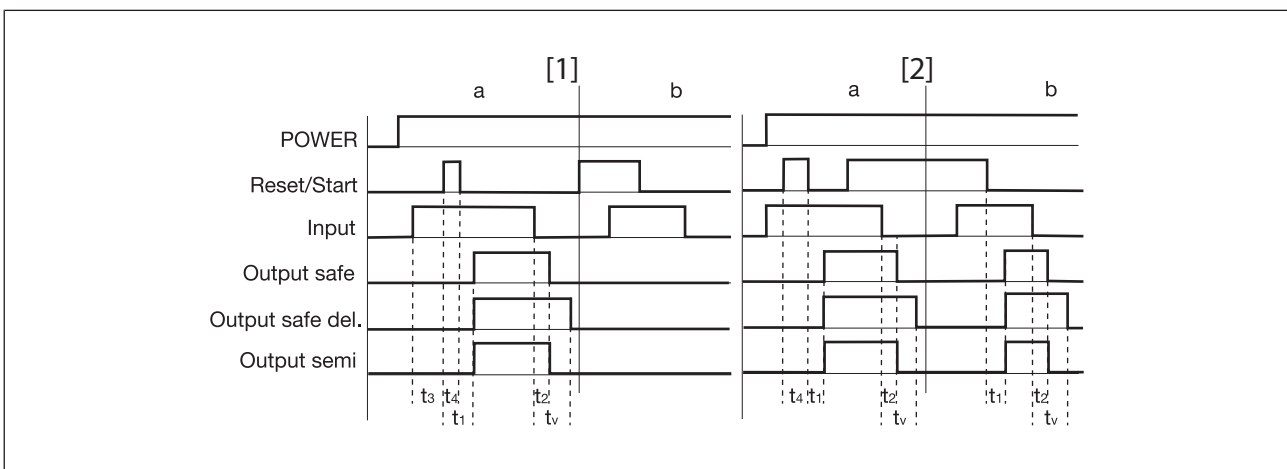 [1] [2]
a b a b
POWER
Reset/Start
Input
Output safe
Output safe del.
Output semi
t3 t4 t2 t4 t1 t2 t1 t2
t1 tv tv tv